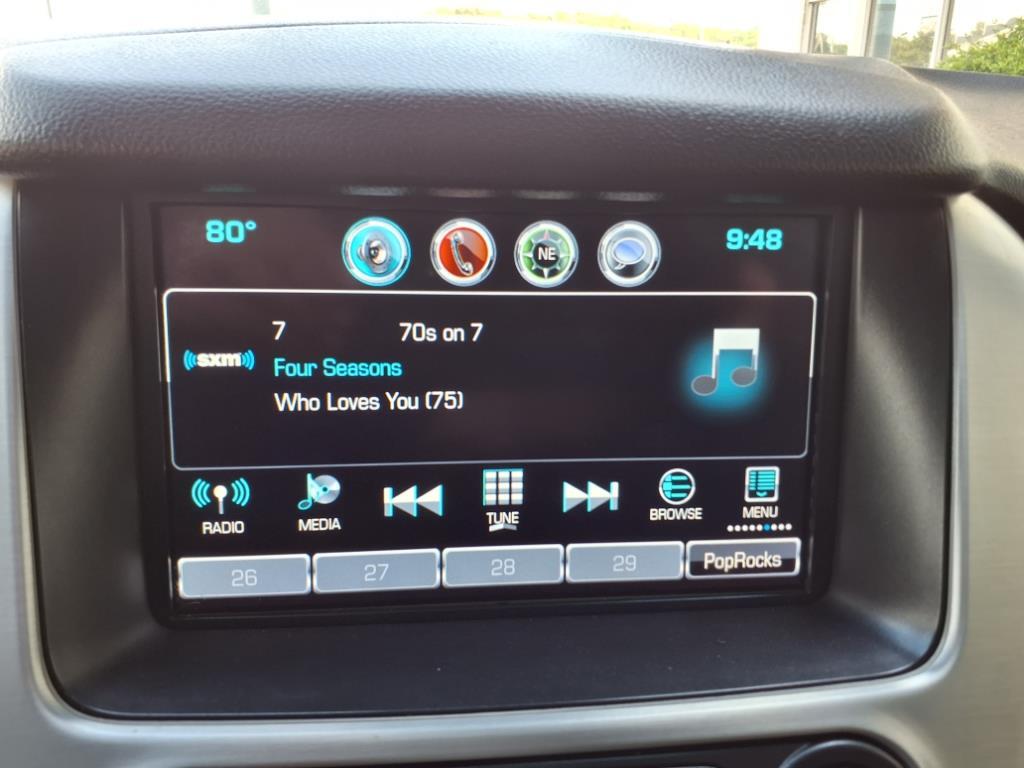 80°
NE
9:48
7
70s on 7
sxm
Four Seasons
Who Loves You (75)
RADIO
MEDIA
TUNE
BROWSE
MENU
26
27
28
29
PopRocks